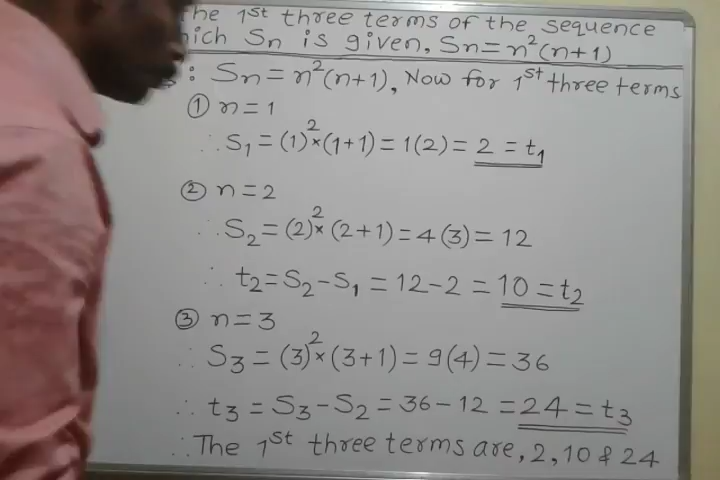 the 1st three terms of the sequence
which Sn is given, Sn=n²(n+1)
: Sn=n²(n+1), Now for 1st three terms
① n=1
∴ S₁=(1)²×(1+1)=1(2)=2=t₁
② n=2
∴ S₂=(2)²×(2+1)=4(3)=12
∴ t₂=S₂-S₁=12-2=10=t₂
③ n=3
∴ S₃=(3)²×(3+1)=9(4)=36
∴ t₃=S₃-S₂=36-12=24=t₃
∴ The 1st three terms are, 2, 10 & 24